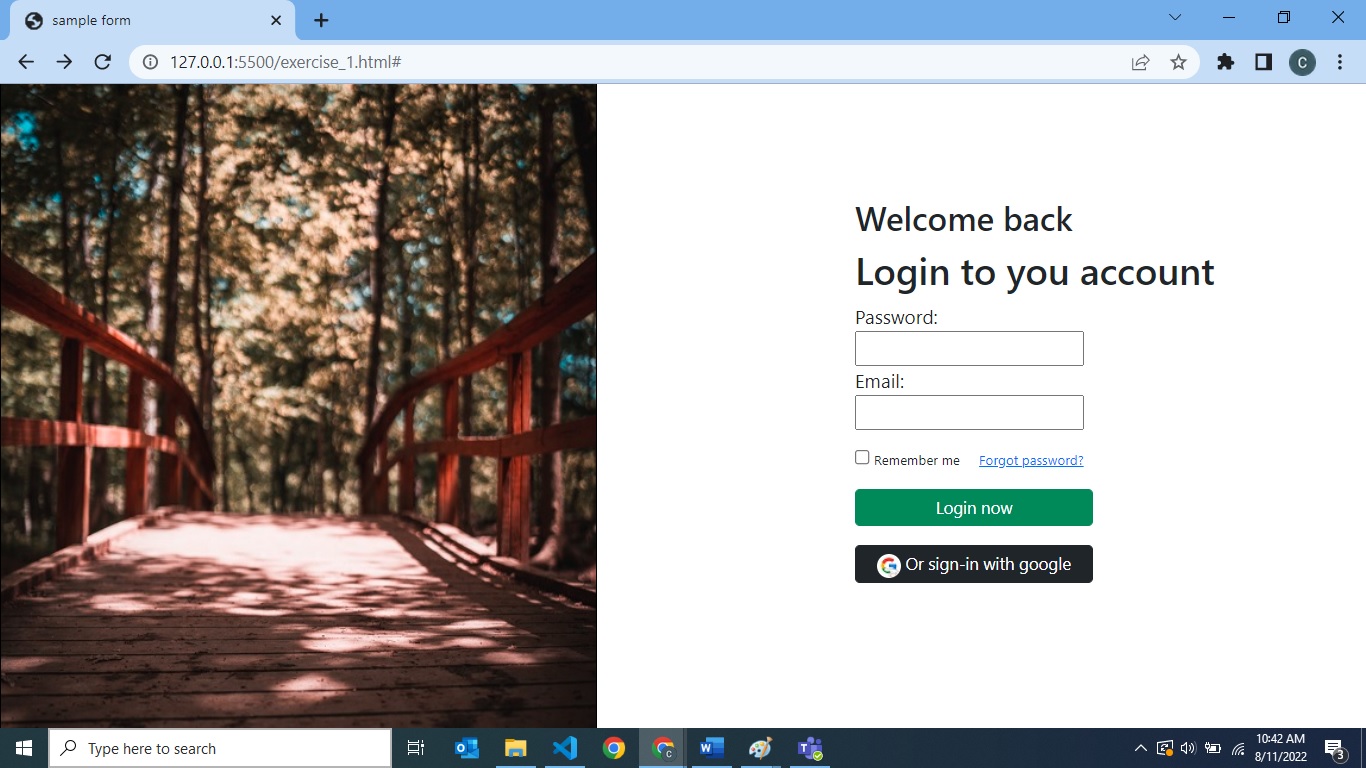 sample form
127.0.0.1:5500/exercise_1.html#
C
Welcome back
Login to you account
Password:
Email:
Remember me Forgot password?
Login now
Or sign-in with google
Type here to search
10:42 AM
8/11/2022
3